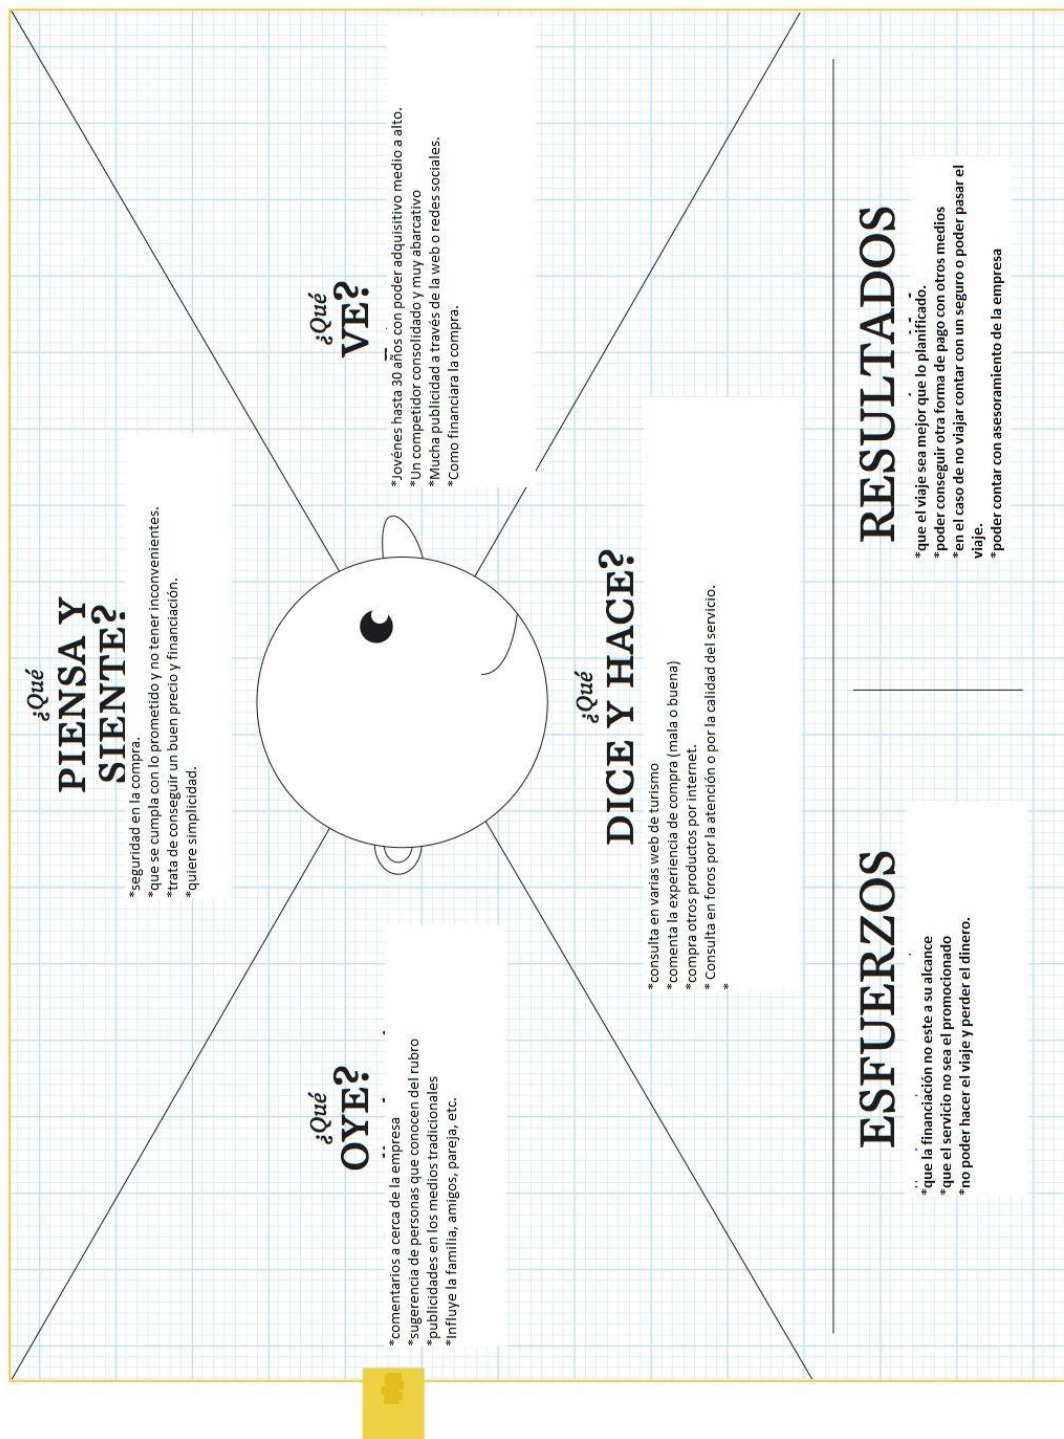 ¿Qué
PIENSA Y
SIENTE?
*seguridad en la compra.
*que se cumpla con lo prometido y no tener inconvenientes.
*trata de conseguir un buen precio y financiación.
*quiere simplicidad.
¿Qué
OYE?
*comentarios a cerca de la empresa
*sugerencia de personas que conocen del rubro
*publicidades en los medios tradicionales
*Influye la familia, amigos, pareja, etc.
¿Qué
VE?
*Jovénes hasta 30 años con poder adquisitivo medio a alto.
*Un competidor consolidado y muy abarcativo
*Mucha publicidad a través de la web o redes sociales.
*Como financiara la compra.
¿Qué
DICE Y HACE?
*consulta en varias web de turismo
*comenta la experiencia de compra (mala o buena)
*compra otros productos por internet.
* Consulta en foros por la atención o por la calidad del servicio.
*
ESFUERZOS
*que la financiación no este a su alcance
*que el servicio no sea el promocionado
*no poder hacer el viaje y perder el dinero.
RESULTADOS
*que el viaje sea mejor que lo planificado.
*poder conseguir otra forma de pago con otros medios
*en el caso de no viajar contar con un seguro o poder pasar el
viaje.
*poder contar con asesoramiento de la empresa